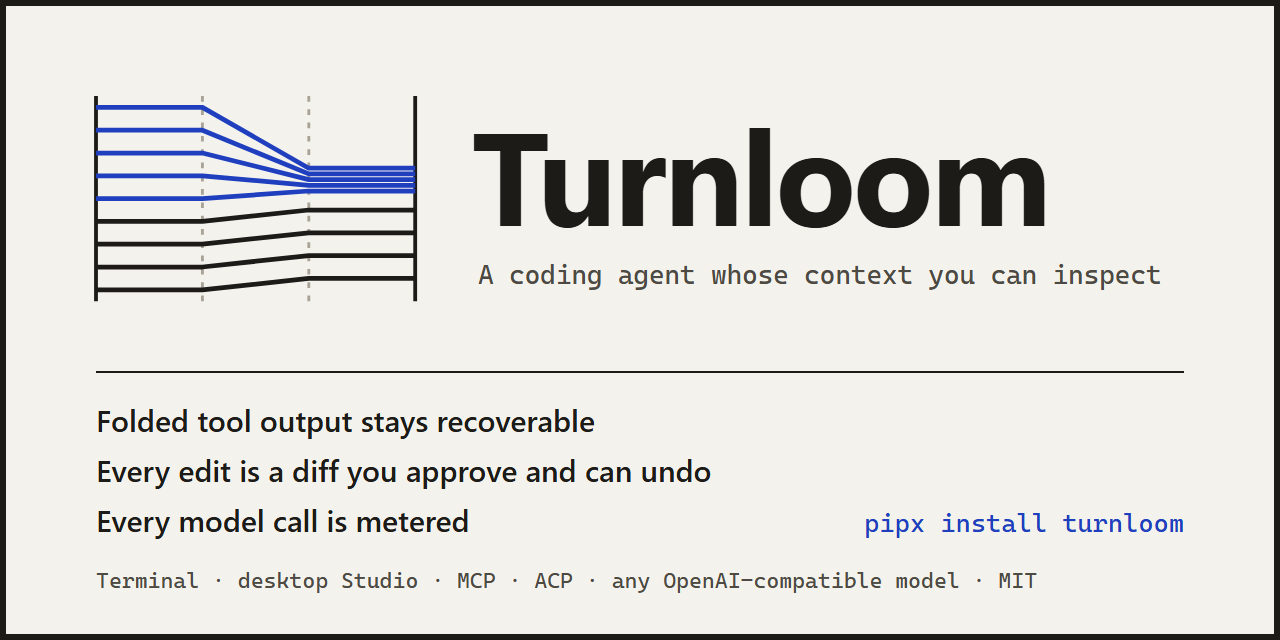 Turnloom
A coding agent whose context you can inspect
Folded tool output stays recoverable
Every edit is a diff you approve and can undo
Every model call is metered
pipx install turnloom
Terminal · desktop Studio · MCP · ACP · any OpenAI-compatible model · MIT